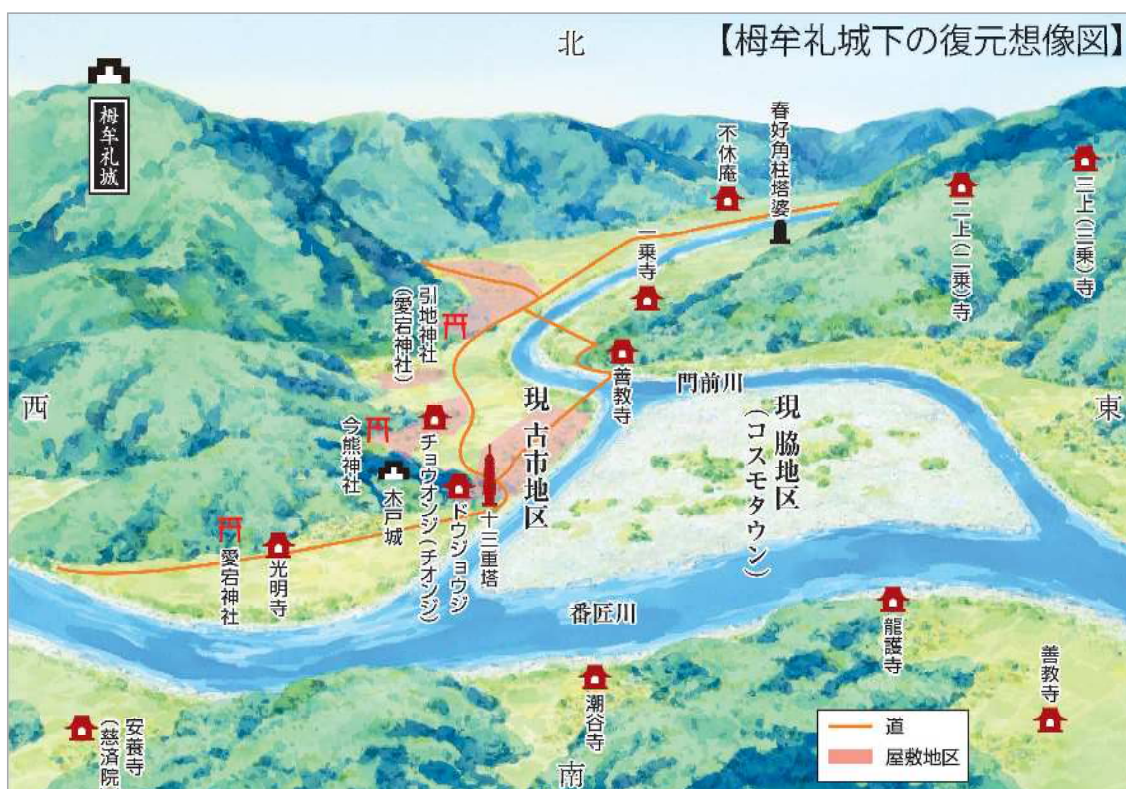 【栂牟礼城下の復元想像図】
北
栂牟礼城
不休庵
春好角柱塔婆
二上(二乗)寺
三上(三乗)寺
一乗寺
引地神社
(愛宕神社)
善教寺
門前川
西
東
現 古市地区
現 脇地区
(コスモタウン)
今熊神社
チョウオンジ(チオンジ)
木戸城
ドウジョウジ
十三重塔
愛宕神社
光明寺
番匠川
龍護寺
潮谷寺
善教寺
安養寺
(慈済院
南
道
屋敷地区